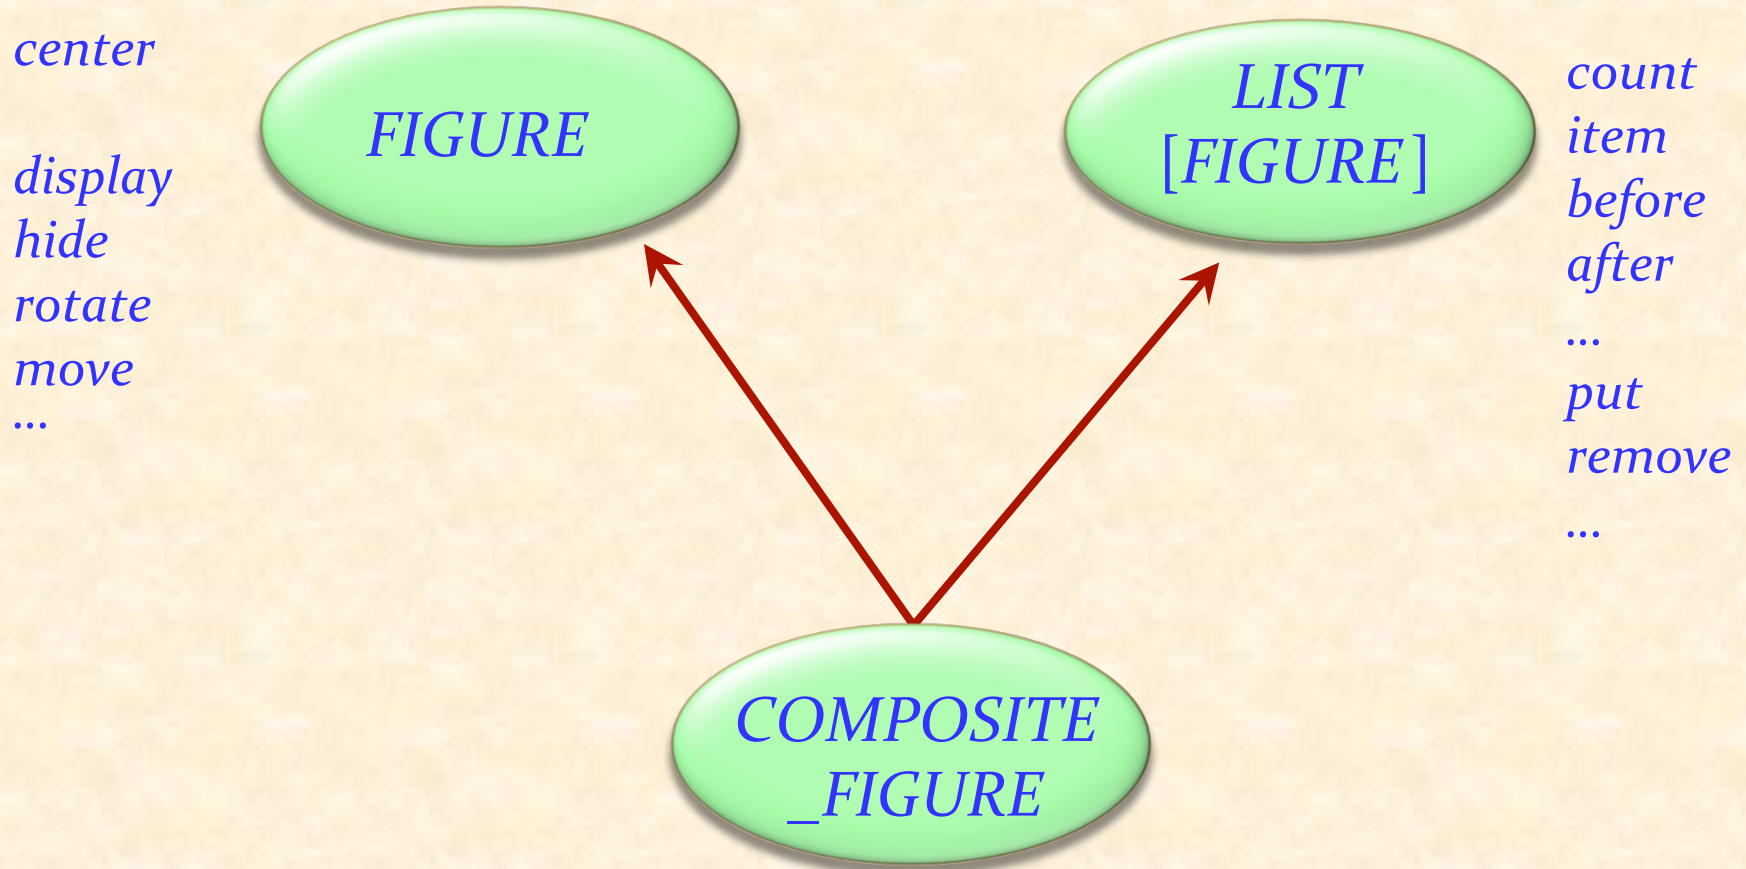 center
display
hide
rotate
move
...
FIGURE
LIST
[FIGURE]
count
item
before
after
...
put
remove
...
COMPOSITE
_FIGURE